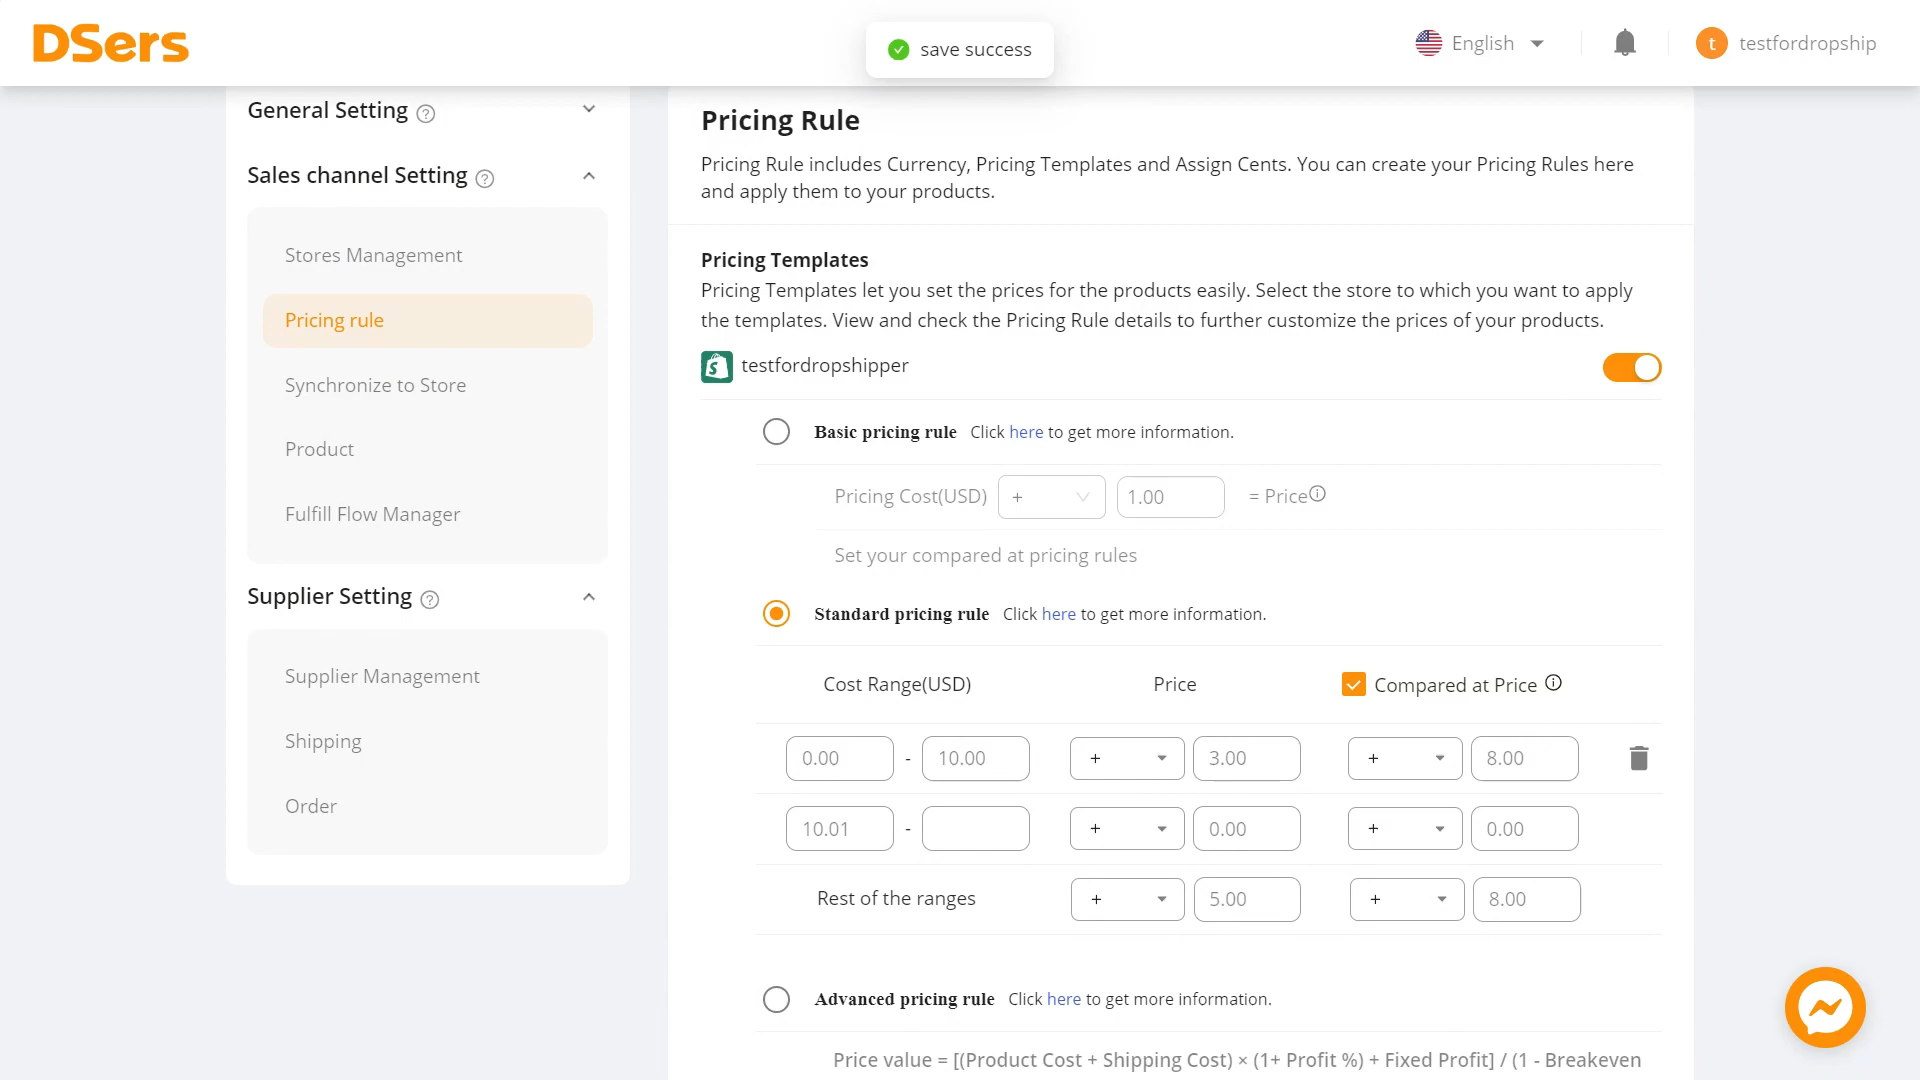 DSers
save success
English
t
testfordropship
General Setting ?
Sales channel Setting ?
Stores Management
Pricing rule
Synchronize to Store
Product
Fulfill Flow Manager
Supplier Setting ?
Supplier Management
Shipping
Order
Pricing Rule
Pricing Rule includes Currency, Pricing Templates and Assign Cents. You can create your Pricing Rules here
and apply them to your products.
Pricing Templates
Pricing Templates let you set the prices for the products easily. Select the store to which you want to apply
the templates. View and check the Pricing Rule details to further customize the prices of your products.
testfordropshipper
Basic pricing rule Click here to get more information.
Pricing Cost(USD) + 1.00 = Price
Set your compared at pricing rules
Standard pricing rule Click here to get more information.
Cost Range(USD) Price Compared at Price
0.00 - 10.00 + 3.00 + 8.00
10.01 - + 0.00 + 0.00
Rest of the ranges + 5.00 + 8.00
Advanced pricing rule Click here to get more information.
Price value = [(Product Cost + Shipping Cost) × (1+ Profit %) + Fixed Profit] / (1 - Breakeven